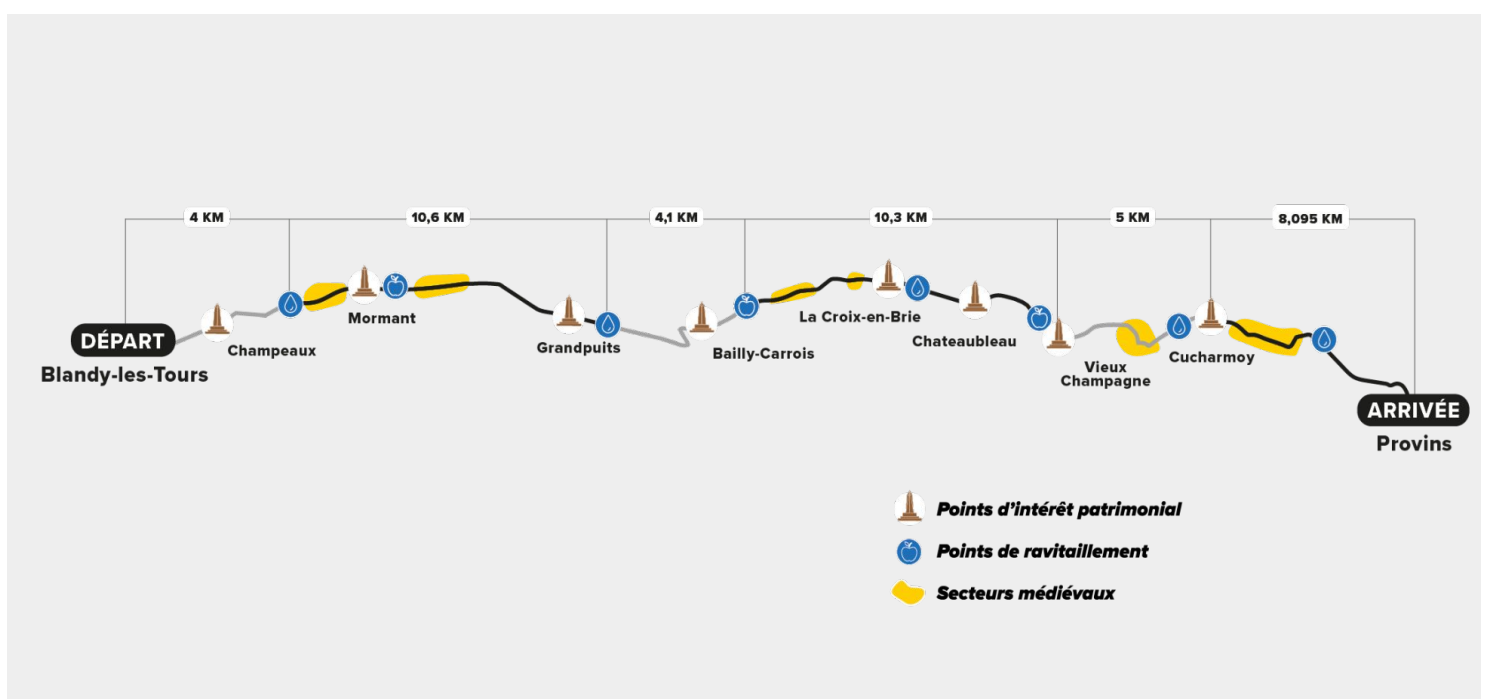 4 KM
10,6 KM
4,1 KM
10,3 KM
5 KM
8,095 KM
DÉPART
Blandy-les-Tours
Champeaux
Mormant
Grandpuits
Bailly-Carrois
La Croix-en-Brie
Chateaubleau
Vieux
Champagne
Cucharmoy
ARRIVÉE
Provins
Points d'intérêt patrimonial
Points de ravitaillement
Secteurs médiévaux